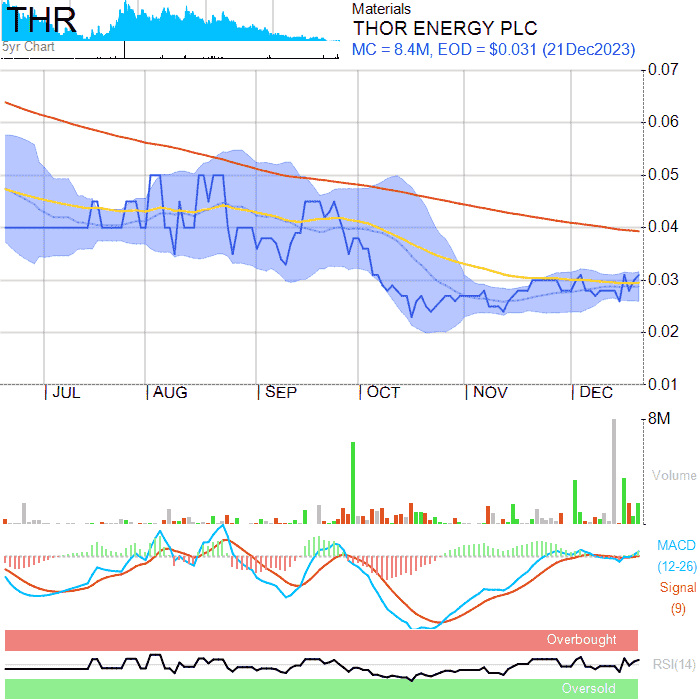 THR
5yr Chart
Materials
THOR ENERGY PLC
MC = 8.4M, EOD = $0.031 (21Dec2023)
0.07
0.06
0.05
0.04
0.03
0.02
0.01
JUL AUG SEP OCT NOV DEC
8M
Volume
MACD
(12-26)
Signal
(9)
Overbought
RSI(14)
Oversold